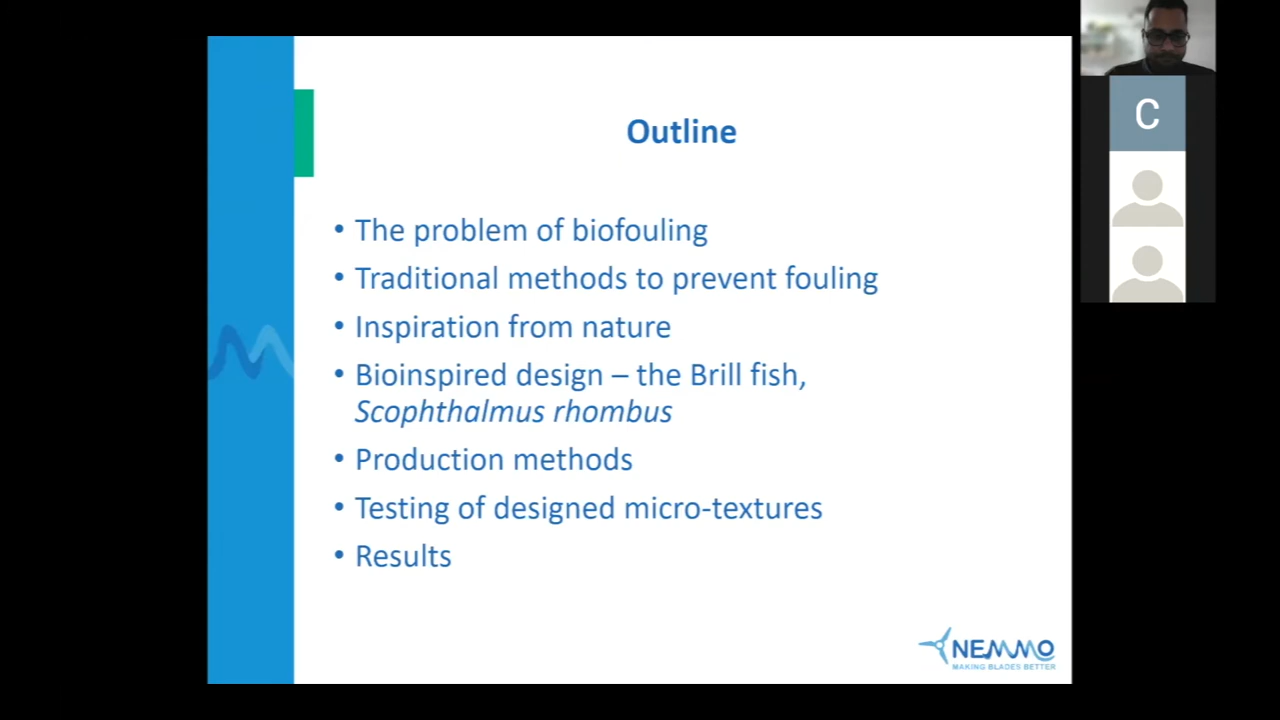 Outline
• The problem of biofouling
• Traditional methods to prevent fouling
• Inspiration from nature
• Bioinspired design – the Brill fish,
Scophthalmus rhombus
• Production methods
• Testing of designed micro-textures
• Results
NEMMO
MAKING BLADES BETTER
C